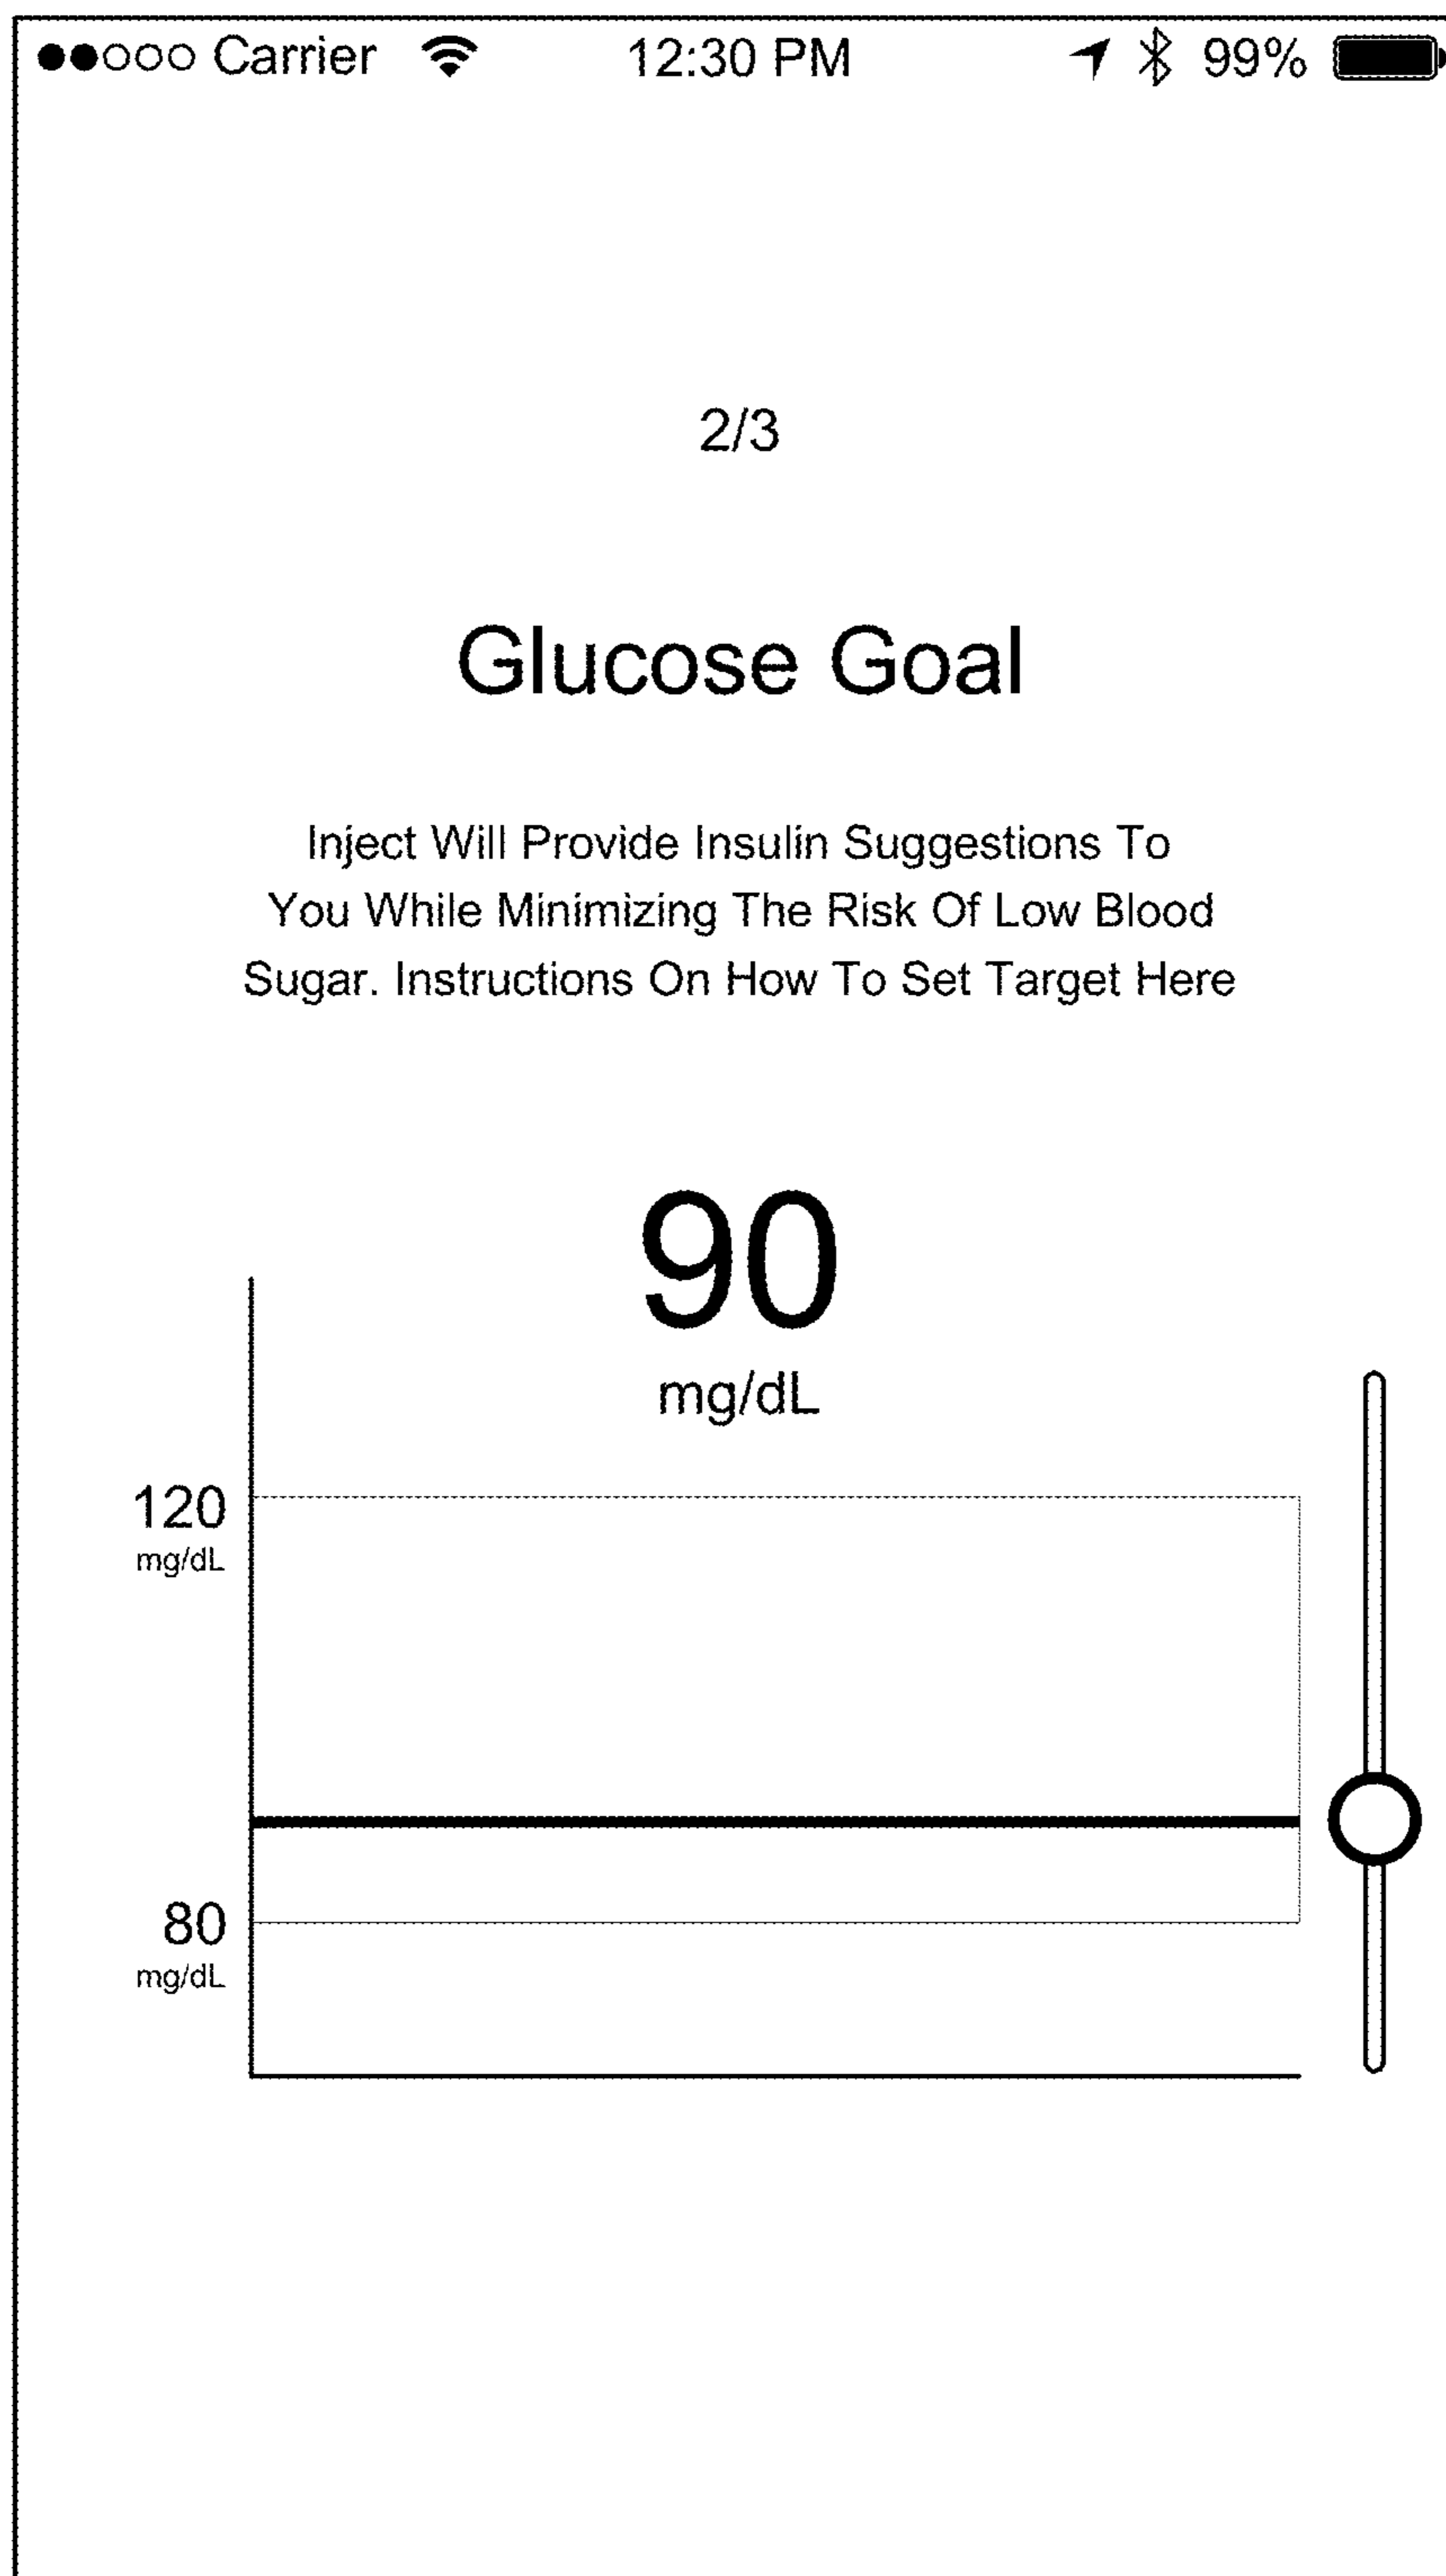 Carrier 12:30 PM 99%
2/3
Glucose Goal
Inject Will Provide Insulin Suggestions To
You While Minimizing The Risk Of Low Blood
Sugar. Instructions On How To Set Target Here
90
mg/dL
120
mg/dL
80
mg/dL